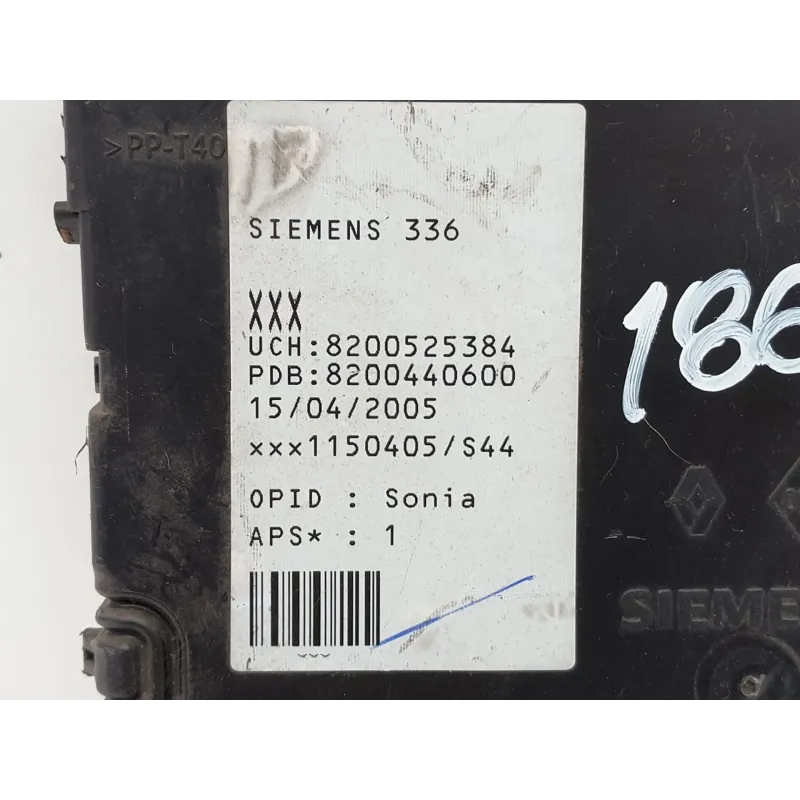 >PP-T40
SIEMENS 336
XXX
UCH:8200525384
PDB:8200440600
15/04/2005
xxx1150405/S44
OPID : Sonia
APS* : 1
186
SIEME